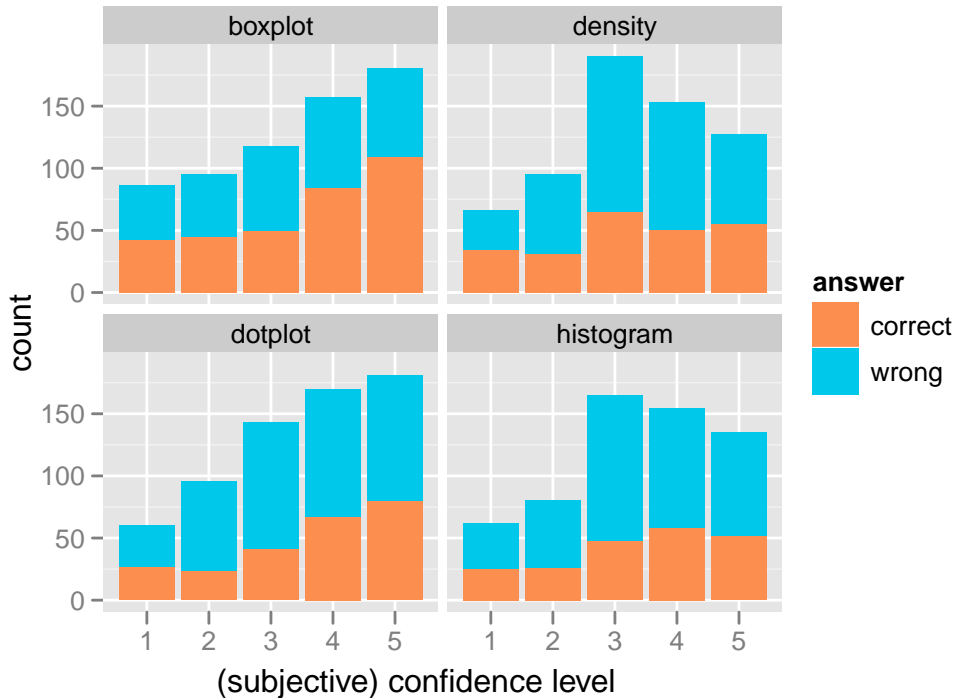 boxplot
density
150
100
50
0
dotplot
histogram
150
100
50
0
count
1 2 3 4 5
1 2 3 4 5
(subjective) confidence level
answer
correct
wrong